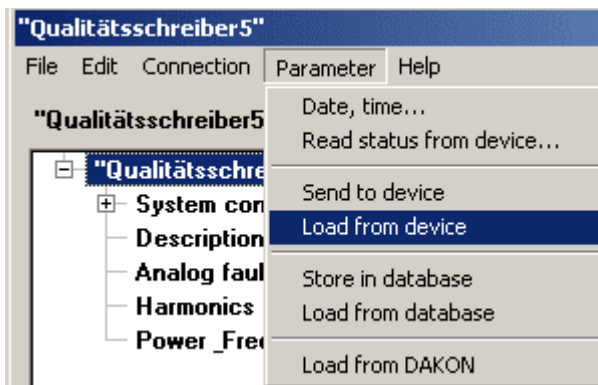 "Qualitätsschreiber5"
File Edit Connection Parameter Help
"Qualitätsschreiber5
Date, time...
Read status from device...
"Qualitätsschre
System con
Send to device
Description
Load from device
Analog faul
Store in database
Harmonics
Load from database
Power _Fre
Load from DAKON